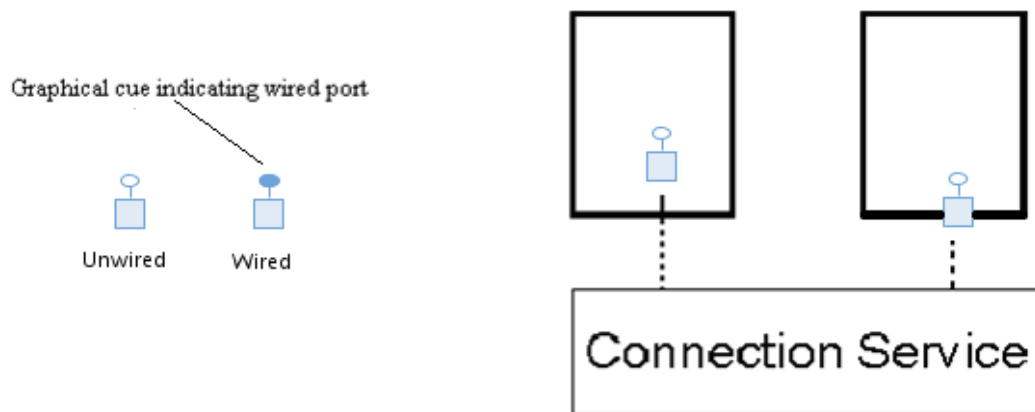 Graphical cue indicating wired port
Unwired
Wired
Connection Service